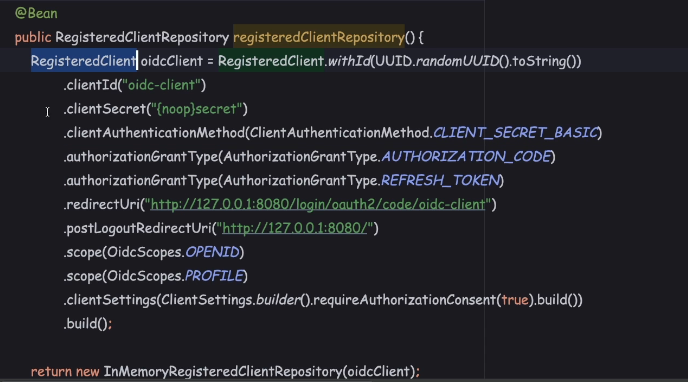 @Bean
public RegisteredClientRepository registeredClientRepository() {
RegisteredClient oidcClient = RegisteredClient.withId(UUID.randomUUID().toString())
.clientId("oidc-client")
.clientSecret("{noop}secret")
.clientAuthenticationMethod(ClientAuthenticationMethod.CLIENT_SECRET_BASIC)
.authorizationGrantType(AuthorizationGrantType.AUTHORIZATION_CODE)
.authorizationGrantType(AuthorizationGrantType.REFRESH_TOKEN)
.redirectUri("http://127.0.0.1:8080/login/oauth2/code/oidc-client")
.postLogoutRedirectUri("http://127.0.0.1:8080/")
.scope(OidcScopes.OPENID)
.scope(OidcScopes.PROFILE)
.clientSettings(ClientSettings.builder().requireAuthorizationConsent(true).build())
.build();
return new InMemoryRegisteredClientRepository(oidcClient);